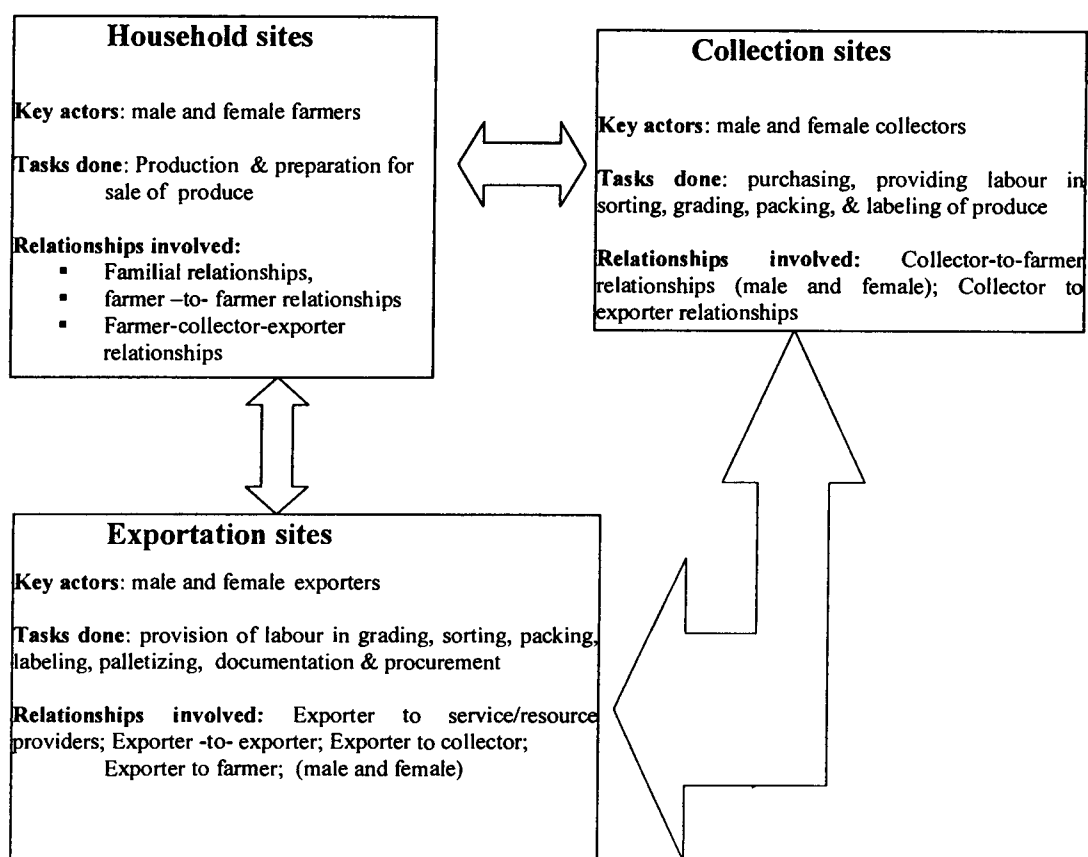 Household sites
Key actors: male and female farmers
Tasks done: Production & preparation for
sale of produce
Relationships involved:
▪ Familial relationships,
▪ farmer –to- farmer relationships
▪ Farmer-collector-exporter
relationships
Collection sites
Key actors: male and female collectors
Tasks done: purchasing, providing labour in
sorting, grading, packing, & labeling of produce
Relationships involved: Collector-to-farmer
relationships (male and female); Collector to
exporter relationships
Exportation sites
Key actors: male and female exporters
Tasks done: provision of labour in grading, sorting, packing,
labeling, palletizing, documentation & procurement
Relationships involved: Exporter to service/resource
providers; Exporter -to- exporter; Exporter to collector;
Exporter to farmer; (male and female)